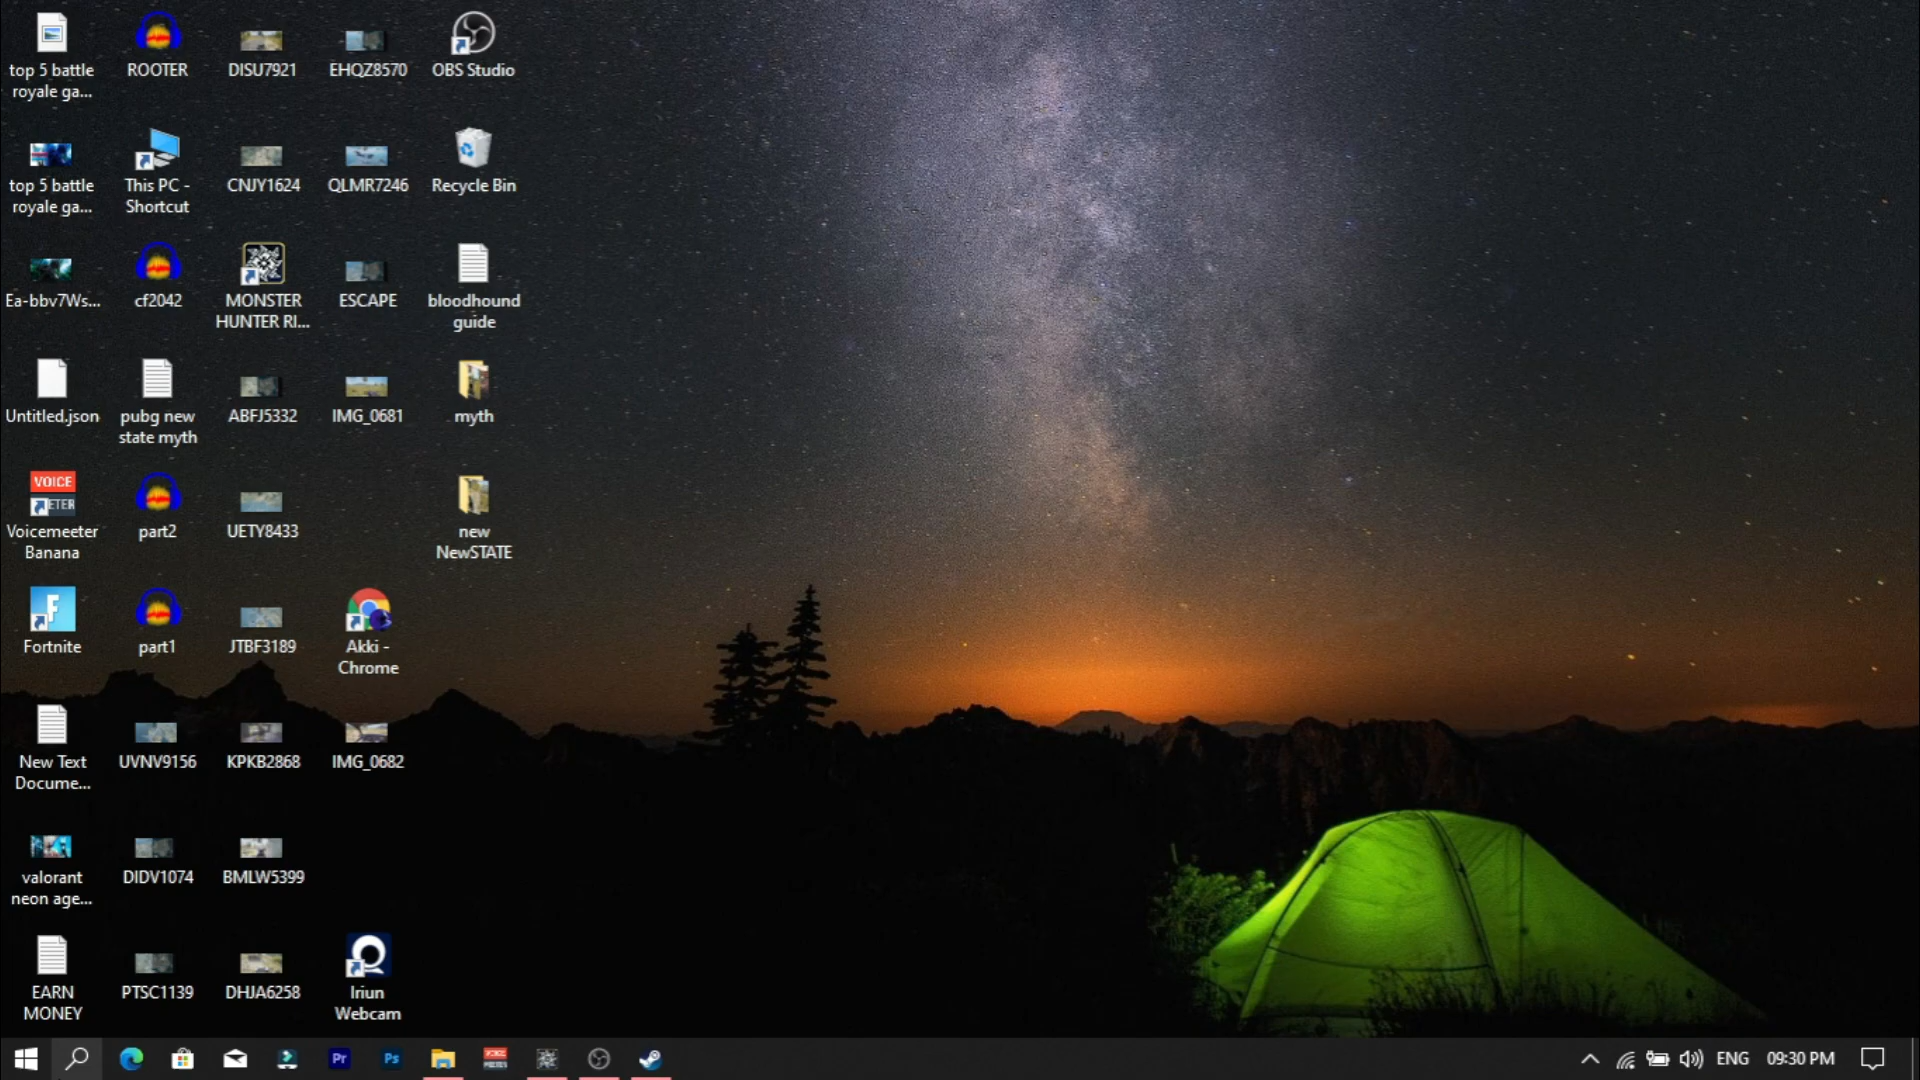 top 5 battle
royale ga...
ROOTER
DISU7921
EHQZ8570
OBS Studio
top 5 battle
royale ga...
This PC -
Shortcut
CNJY1624
QLMR7246
Recycle Bin
Ea-bbv7Ws...
cf2042
MONSTER
HUNTER RI...
ESCAPE
bloodhound
guide
Untitled.json
pubg new
state myth
ABFJ5332
IMG_0681
myth
VOICE
ETER
Voicemeeter
Banana
part2
UETY8433
new
NewSTATE
F
Fortnite
part1
JTBF3189
Akki -
Chrome
New Text
Docume...
UVNV9156
KPKB2868
IMG_0682
valorant
neon age...
DIDV1074
BMLW5399
EARN
MONEY
PTSC1139
DHJA6258
Iriun
Webcam
Pr
Ps
VOICE
ENG
09:30 PM